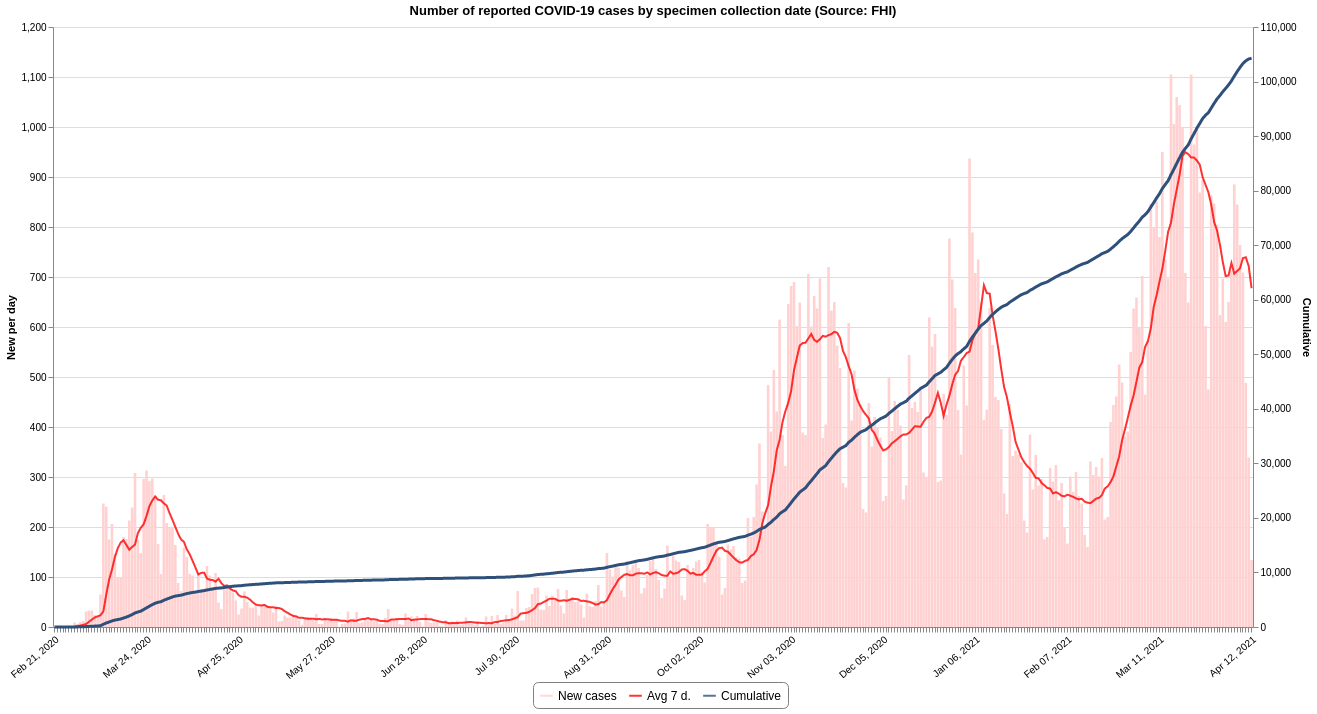 Number of reported COVID-19 cases by specimen collection date (Source: FHI)
1,200
1,100
1,000
900
800
700
600
500
400
300
200
100
0
New per day
110,000
100,000
90,000
80,000
70,000
60,000
50,000
40,000
30,000
20,000
10,000
0
Cumulative
Feb 21, 2020
Mar 24, 2020
Apr 25, 2020
May 27, 2020
Jun 28, 2020
Jul 30, 2020
Aug 31, 2020
Oct 02, 2020
Nov 03, 2020
Dec 05, 2020
Jan 06, 2021
Feb 07, 2021
Mar 11, 2021
Apr 12, 2021
New cases Avg 7 d. Cumulative